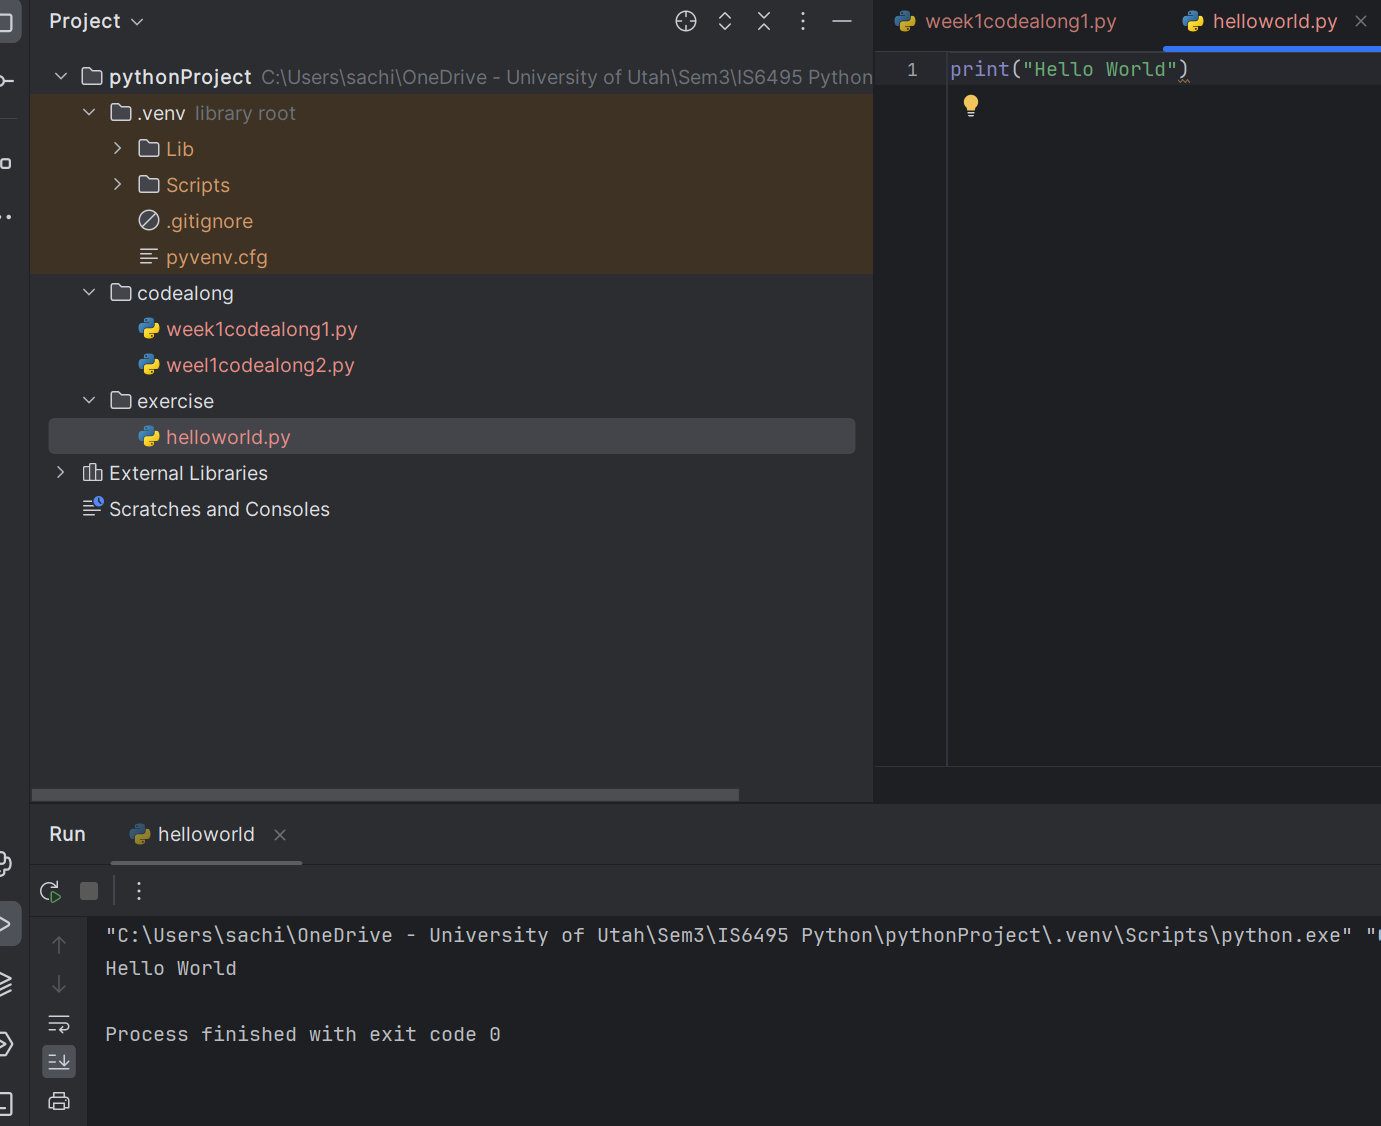 Project
week1codealong1.py
helloworld.py
pythonProject C:\Users\sachi\OneDrive - University of Utah\Sem3\IS6495 Python
.venv library root
Lib
Scripts
.gitignore
pyvenv.cfg
codealong
week1codealong1.py
weel1codealong2.py
exercise
helloworld.py
External Libraries
Scratches and Consoles
1 print("Hello World")
Run helloworld
"C:\Users\sachi\OneDrive - University of Utah\Sem3\IS6495 Python\pythonProject\.venv\Scripts\python.exe" "
Hello World
Process finished with exit code 0